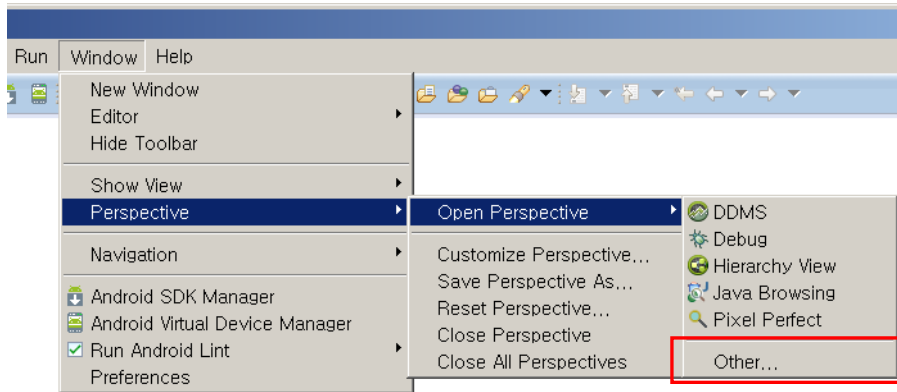 Run Window Help
New Window
Editor
Hide Toolbar
Show View
Perspective
Navigation
Android SDK Manager
Android Virtual Device Manager
Run Android Lint
Preferences
Open Perspective
Customize Perspective...
Save Perspective As...
Reset Perspective...
Close Perspective
Close All Perspectives
DDMS
Debug
Hierarchy View
Java Browsing
Pixel Perfect
Other...